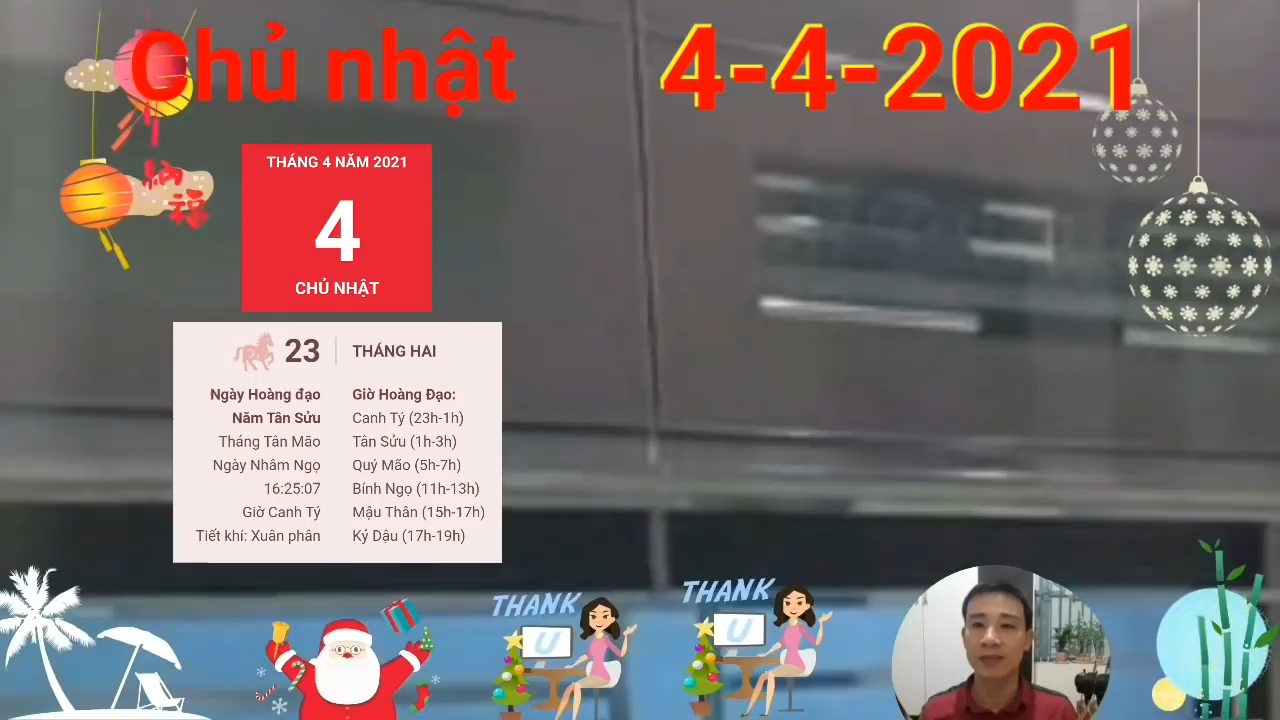 Chủ nhật 4-4-2021
THÁNG 4 NĂM 2021
4
CHỦ NHẬT
23 THÁNG HAI
Ngày Hoàng đạo
Năm Tân Sửu
Tháng Tân Mão
Ngày Nhâm Ngọ
16:25:07
Giờ Canh Tý
Tiết khí: Xuân phân
Giờ Hoàng Đạo:
Canh Tý (23h-1h)
Tân Sửu (1h-3h)
Quý Mão (5h-7h)
Bính Ngọ (11h-13h)
Mậu Thân (15h-17h)
Kỷ Dậu (17h-19h)
THANK
U
THANK
U